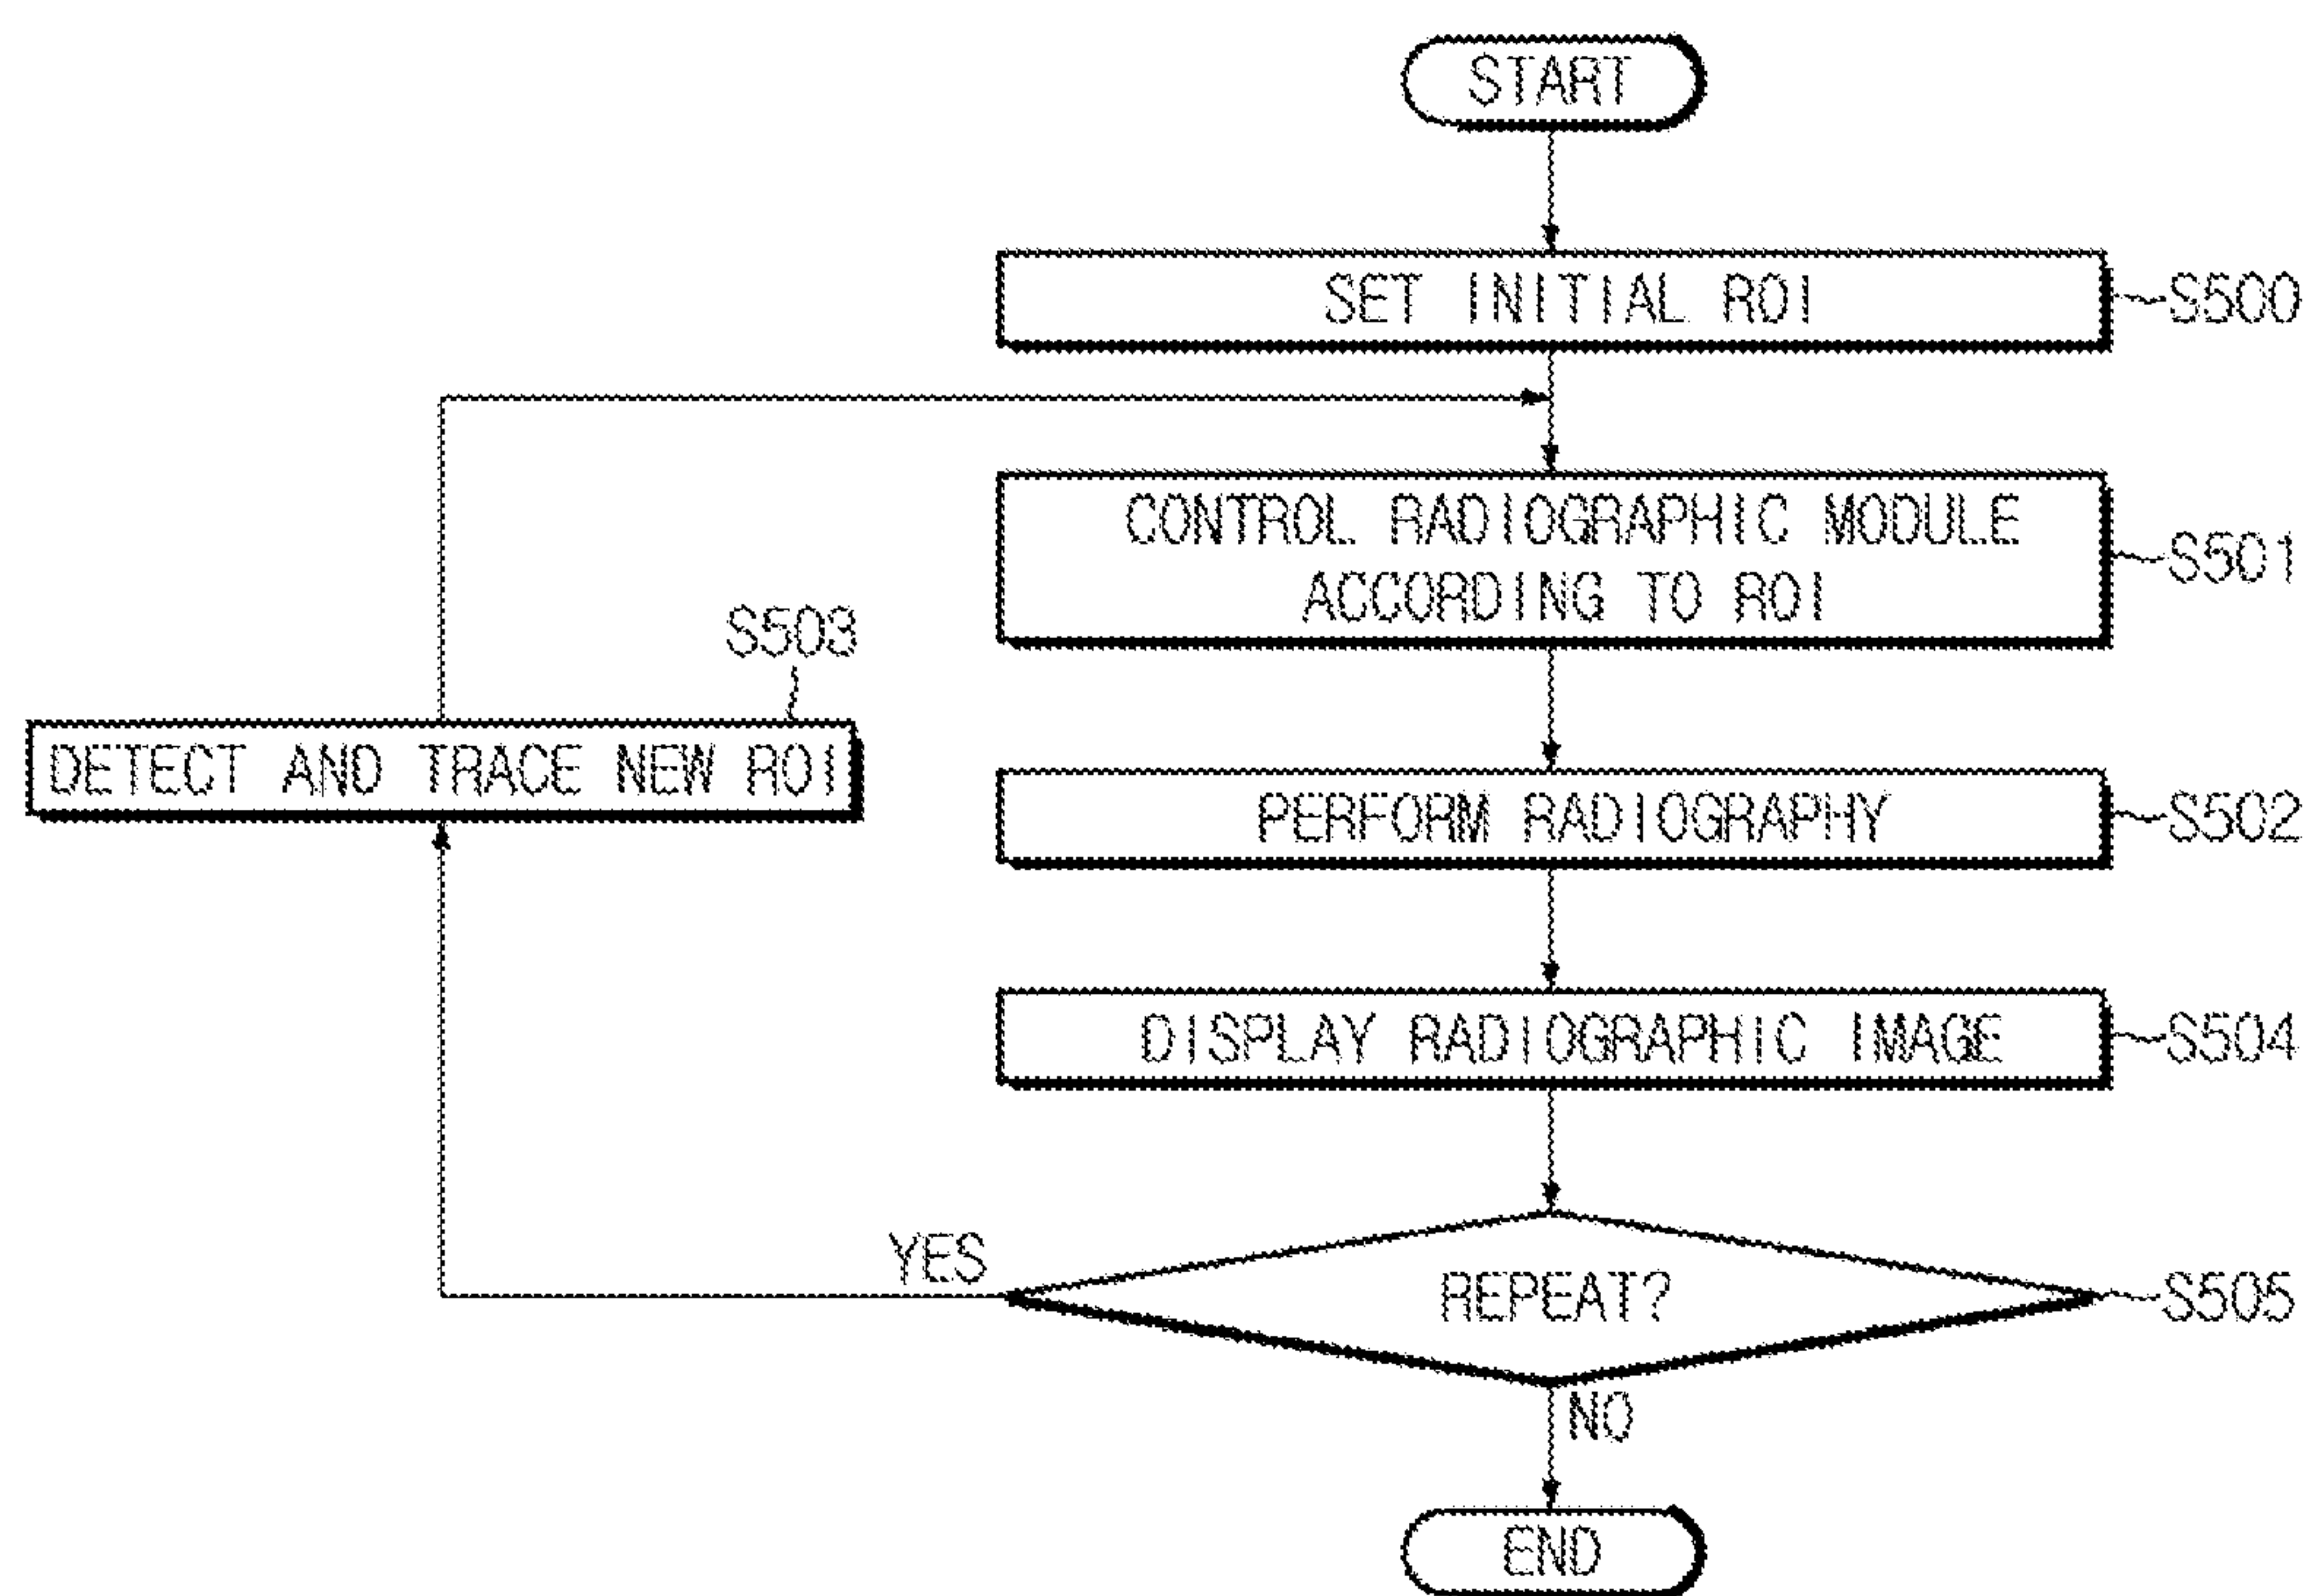 START
SET INITIAL ROI
S500
CONTROL RADIOGRAPHIC MODULE
ACCORDING TO ROI
S501
S503
DETECT AND TRACE NEW ROI
PERFORM RADIOGRAPHY
S502
DISPLAY RADIOGRAPHIC IMAGE
S504
YES
REPEAT?
S505
NO
END